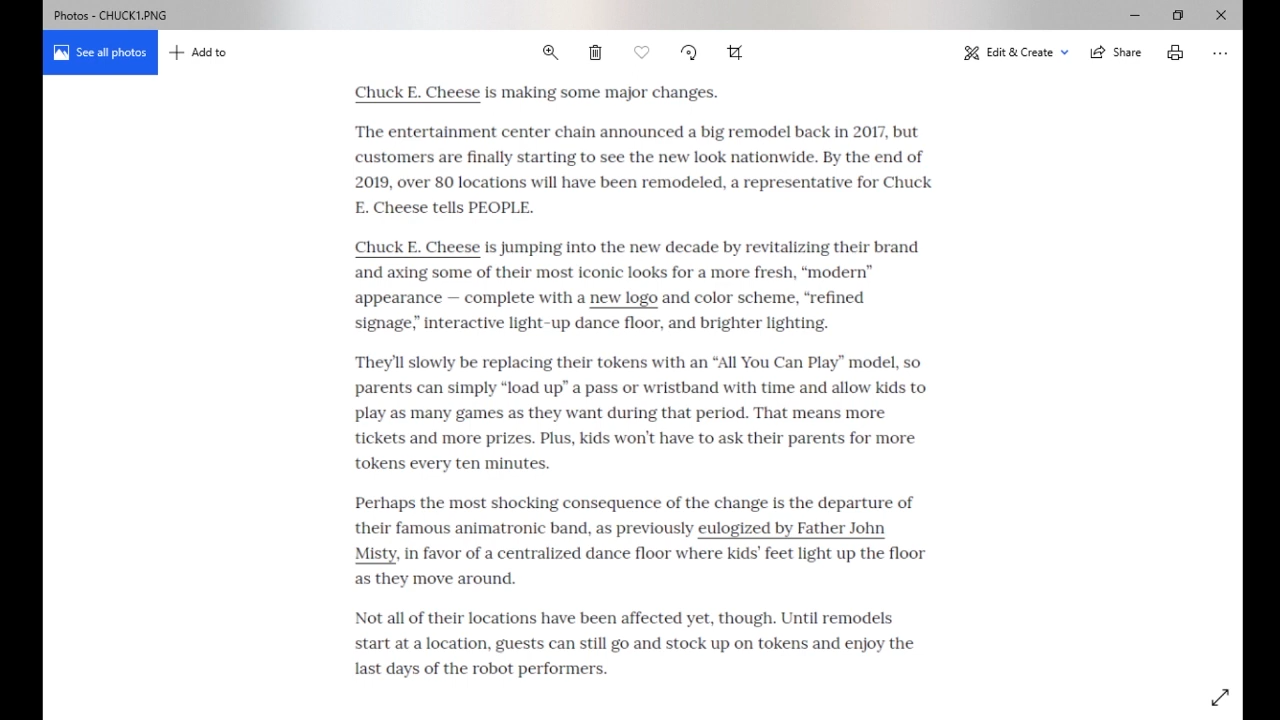 Photos - CHUCK1.PNG
See all photos
Add to
Edit & Create
Share
Chuck E. Cheese is making some major changes.
The entertainment center chain announced a big remodel back in 2017, but
customers are finally starting to see the new look nationwide. By the end of
2019, over 80 locations will have been remodeled, a representative for Chuck
E. Cheese tells PEOPLE.
Chuck E. Cheese is jumping into the new decade by revitalizing their brand
and axing some of their most iconic looks for a more fresh, “modern”
appearance — complete with a new logo and color scheme, “refined
signage,” interactive light-up dance floor, and brighter lighting.
They’ll slowly be replacing their tokens with an “All You Can Play” model, so
parents can simply “load up” a pass or wristband with time and allow kids to
play as many games as they want during that period. That means more
tickets and more prizes. Plus, kids won’t have to ask their parents for more
tokens every ten minutes.
Perhaps the most shocking consequence of the change is the departure of
their famous animatronic band, as previously eulogized by Father John
Misty, in favor of a centralized dance floor where kids’ feet light up the floor
as they move around.
Not all of their locations have been affected yet, though. Until remodels
start at a location, guests can still go and stock up on tokens and enjoy the
last days of the robot performers.